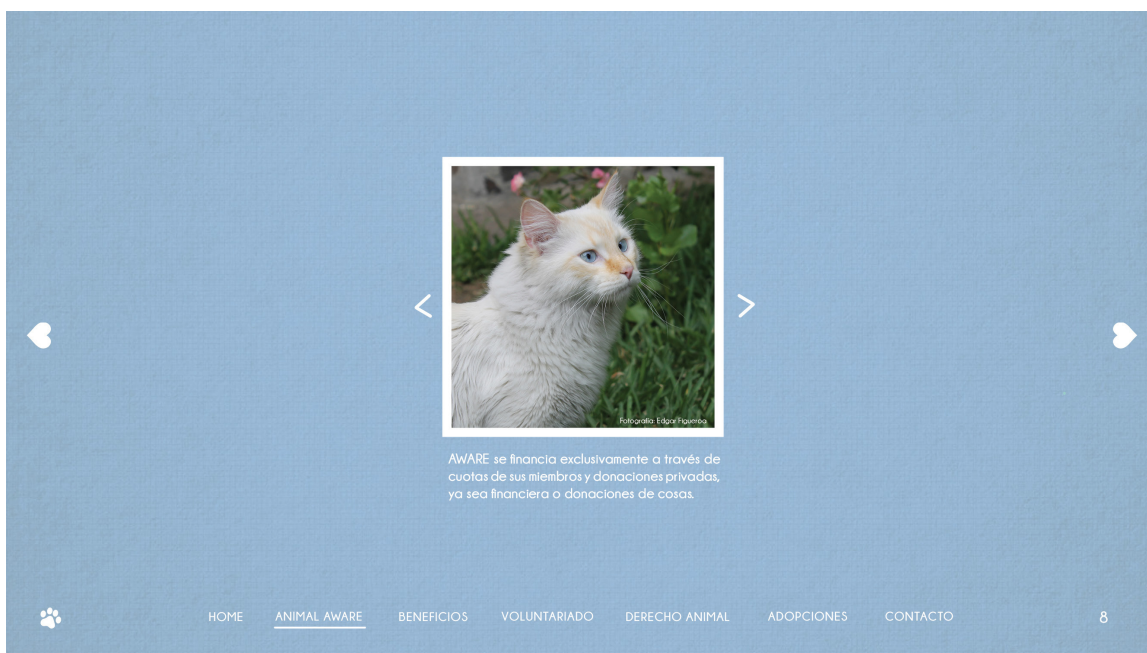 Fotografía: Edgar Figueroa
AWARE se financia exclusivamente a través de
cuotas de sus miembros y donaciones privadas,
ya sea financiera o donaciones de cosas.
HOME ANIMAL AWARE BENEFICIOS VOLUNTARIADO DERECHO ANIMAL ADOPCIONES CONTACTO 8